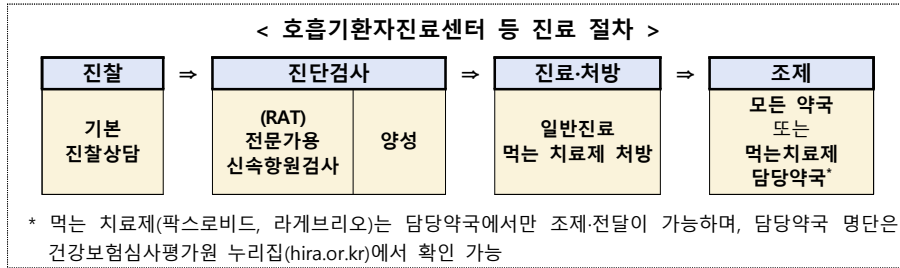 < 호흡기환자진료센터 등 진료 절차 >
진찰 ⇒ 진단검사 ⇒ 진료·처방 ⇒ 조제
기본
진찰상담
(RAT)
전문가용
신속항원검사
양성
일반진료
먹는 치료제 처방
모든 약국
또는
먹는치료제
담당약국*
* 먹는 치료제(팍스로비드, 라게브리오)는 담당약국에서만 조제·전달이 가능하며, 담당약국 명단은
건강보험심사평가원 누리집(hira.or.kr)에서 확인 가능